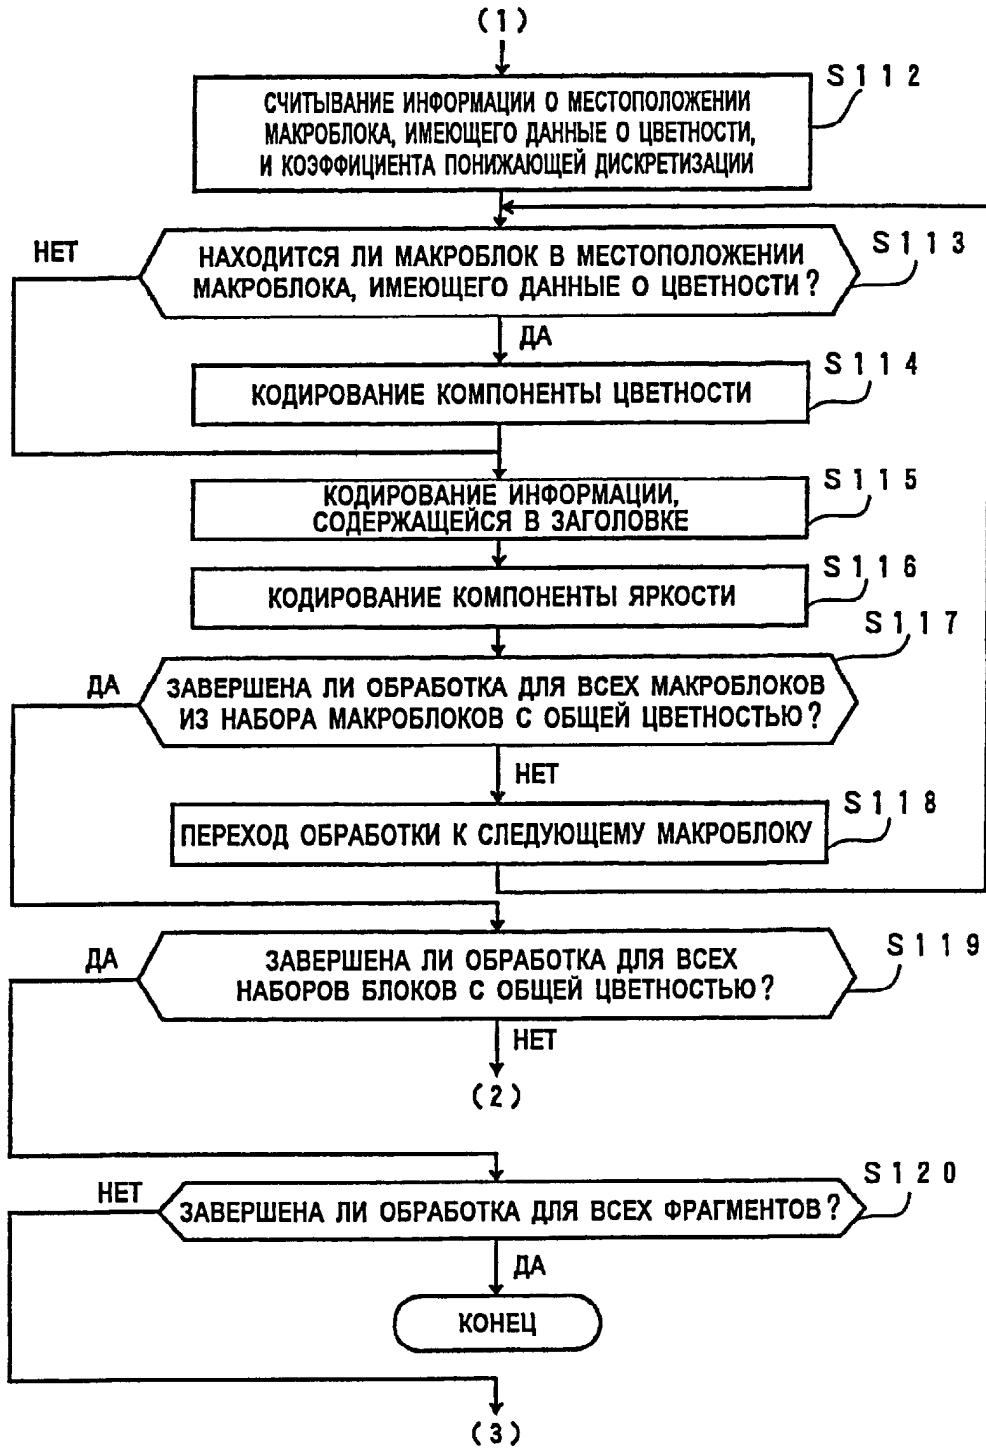 (1)
S112
СЧИТЫВАНИЕ ИНФОРМАЦИИ О МЕСТОПОЛОЖЕНИИ
МАКРОБЛОКА, ИМЕЮЩЕГО ДАННЫЕ О ЦВЕТНОСТИ,
И КОЭФФИЦИЕНТА ПОНИЖАЮЩЕЙ ДИСКРЕТИЗАЦИИ
НЕТ
S113
НАХОДИТСЯ ЛИ МАКРОБЛОК В МЕСТОПОЛОЖЕНИИ
МАКРОБЛОКА, ИМЕЮЩЕГО ДАННЫЕ О ЦВЕТНОСТИ?
ДА
S114
КОДИРОВАНИЕ КОМПОНЕНТЫ ЦВЕТНОСТИ
S115
КОДИРОВАНИЕ ИНФОРМАЦИИ,
СОДЕРЖАЩЕЙСЯ В ЗАГОЛОВКЕ
S116
КОДИРОВАНИЕ КОМПОНЕНТЫ ЯРКОСТИ
S117
ДА
ЗАВЕРШЕНА ЛИ ОБРАБОТКА ДЛЯ ВСЕХ МАКРОБЛОКОВ
ИЗ НАБОРА МАКРОБЛОКОВ С ОБЩЕЙ ЦВЕТНОСТЬЮ?
НЕТ
S118
ПЕРЕХОД ОБРАБОТКИ К СЛЕДУЮЩЕМУ МАКРОБЛОКУ
S119
ДА
ЗАВЕРШЕНА ЛИ ОБРАБОТКА ДЛЯ ВСЕХ
НАБОРОВ БЛОКОВ С ОБЩЕЙ ЦВЕТНОСТЬЮ?
НЕТ
(2)
S120
НЕТ
ЗАВЕРШЕНА ЛИ ОБРАБОТКА ДЛЯ ВСЕХ ФРАГМЕНТОВ?
ДА
КОНЕЦ
(3)